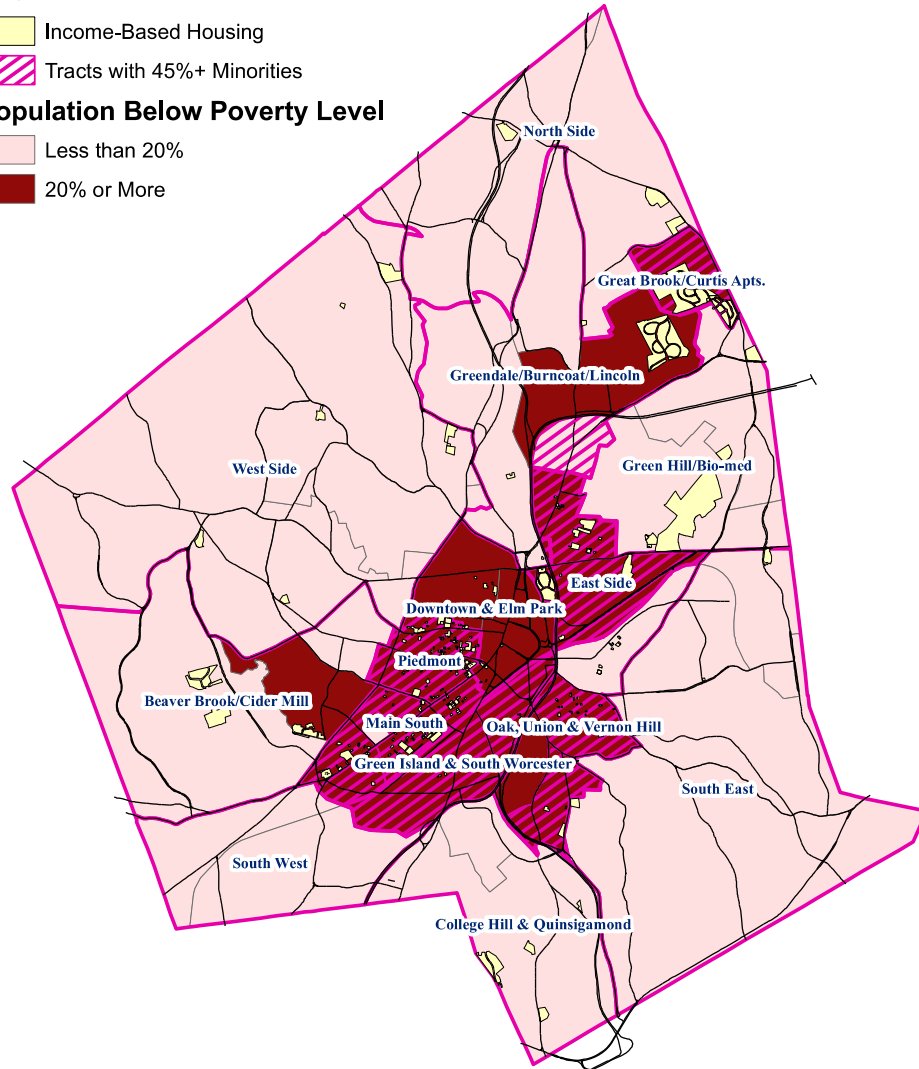 Income-Based Housing
Tracts with 45%+ Minorities
opulation Below Poverty Level
Less than 20%
20% or More
North Side
Great Brook/Curtis Apts.
Greendale/Burncoat/Lincoln
West Side
Green Hill/Bio-med
East Side
Downtown & Elm Park
Piedmont
Beaver Brook/Cider Mill
Main South
Oak, Union & Vernon Hill
Green Island & South Worcester
South East
South West
College Hill & Quinsigamond